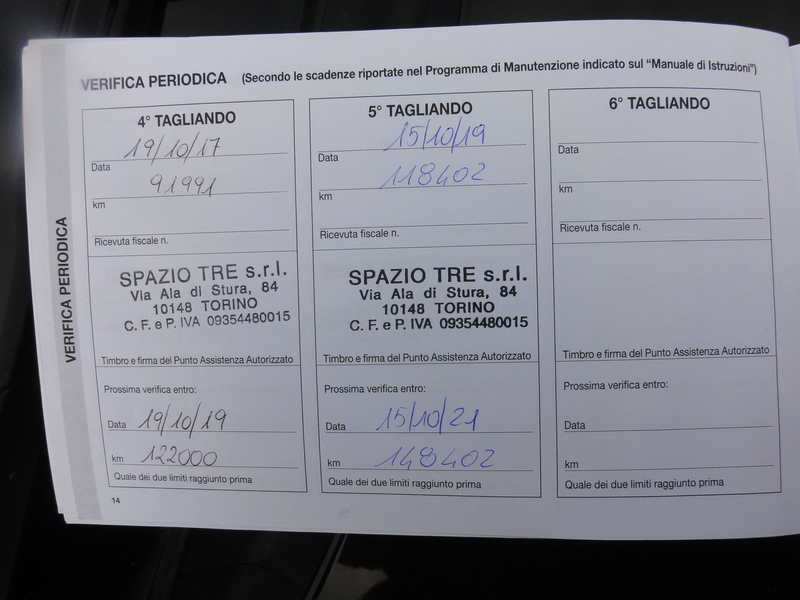 VERIFICA PERIODICA (Secondo le scadenze riportate nel Programma di Manutenzione indicato sul "Manuale di Istruzioni")
VERIFICA PERIODICA
4° TAGLIANDO
19/10/17
Data
91991
km
Ricevuta fiscale n.
SPAZIO TRE s.r.l.
Via Ala di Stura, 84
10148 TORINO
C. F. e P. IVA 09354480015
Timbro e firma del Punto Assistenza Autorizzato
Prossima verifica entro:
Data 19/10/19
km 122000
Quale dei due limiti raggiunto prima
14
5° TAGLIANDO
15/10/19
Data
118402
km
Ricevuta fiscale n.
SPAZIO TRE s.r.l.
Via Ala di Stura, 84
10148 TORINO
C. F. e P. IVA 09354480015
Timbro e firma del Punto Assistenza Autorizzato
Prossima verifica entro:
Data 15/10/21
km 148402
Quale dei due limiti raggiunto prima
6° TAGLIANDO
Data
km
Ricevuta fiscale n.
Timbro e firma del Punto Assistenza Autorizzato
Prossima verifica entro:
Data
km
Quale dei due limiti raggiunto prima